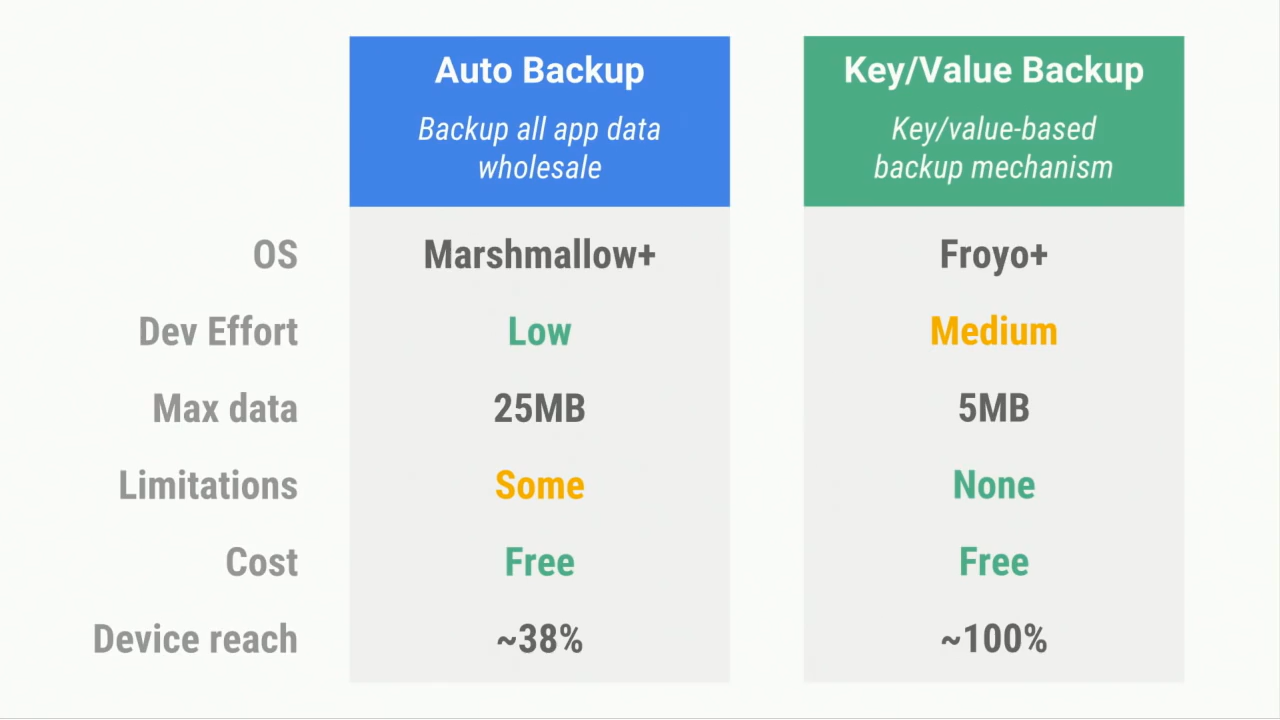 Auto Backup
Backup all app data
wholesale
Key/Value Backup
Key/value-based
backup mechanism
OS Marshmallow+ Froyo+
Dev Effort Low Medium
Max data 25MB 5MB
Limitations Some None
Cost Free Free
Device reach ~38% ~100%